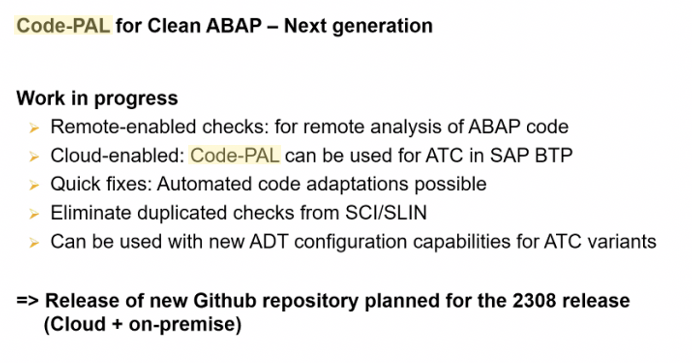 Code-PAL for Clean ABAP – Next generation
Work in progress
➢ Remote-enabled checks: for remote analysis of ABAP code
➢ Cloud-enabled: Code-PAL can be used for ATC in SAP BTP
➢ Quick fixes: Automated code adaptations possible
➢ Eliminate duplicated checks from SCI/SLIN
➢ Can be used with new ADT configuration capabilities for ATC variants
=> Release of new Github repository planned for the 2308 release
(Cloud + on-premise)